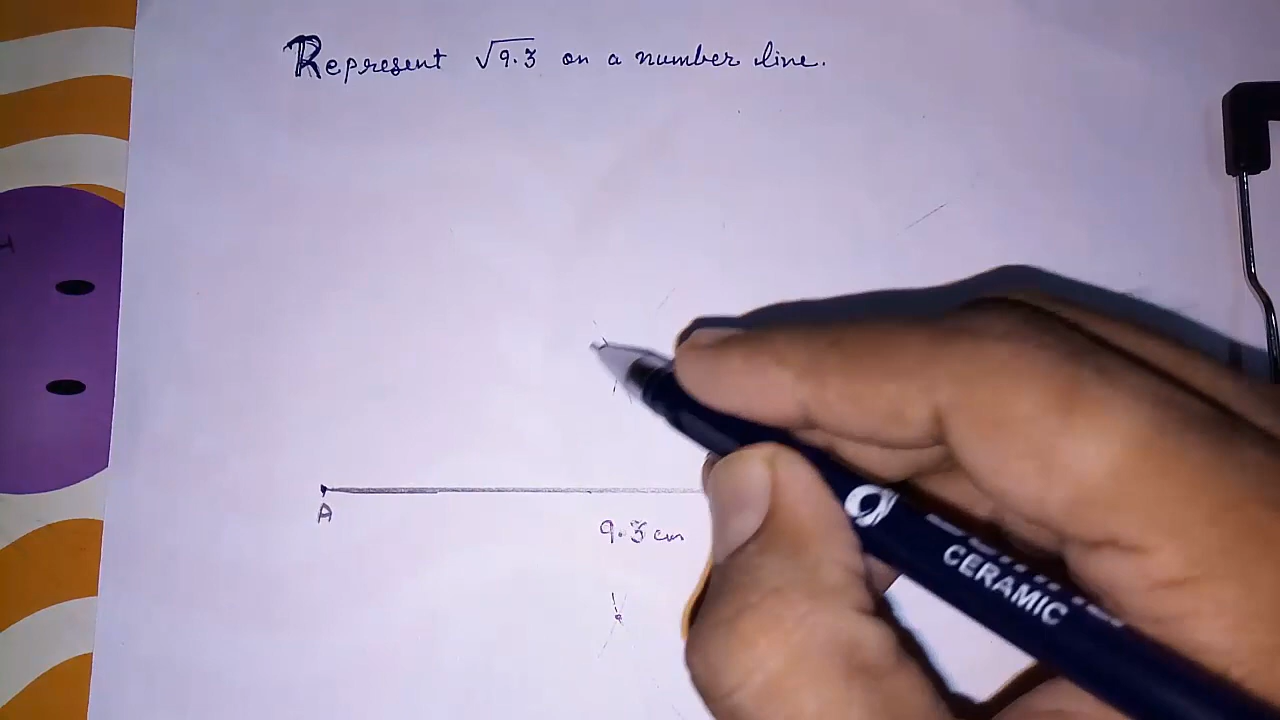 Represent √9.3 on a number line.
A
9.3 cm
CERAMIC